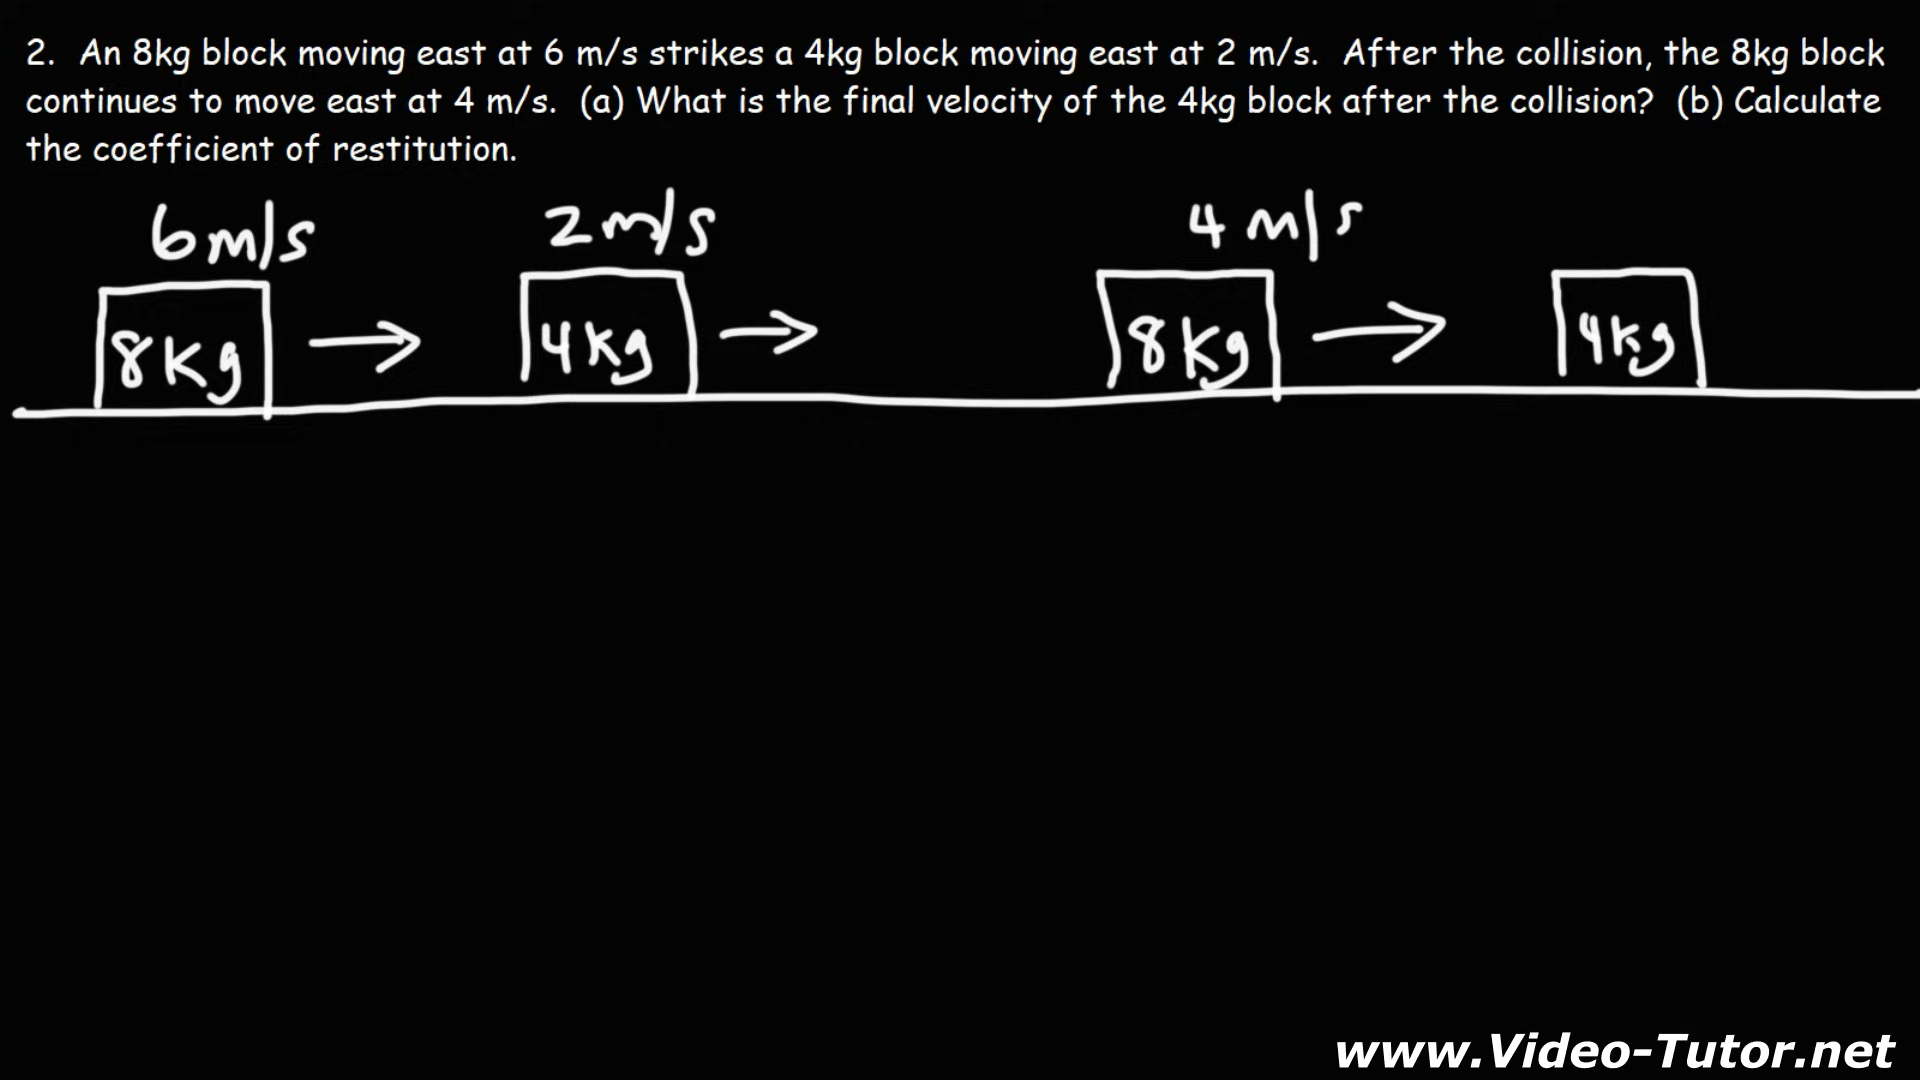 2. An 8kg block moving east at 6 m/s strikes a 4kg block moving east at 2 m/s. After the collision, the 8kg block
continues to move east at 4 m/s. (a) What is the final velocity of the 4kg block after the collision? (b) Calculate
the coefficient of restitution.
6m/s 2m/s 4 m/s
8kg 4kg 8kg 4kg
www.Video-Tutor.net